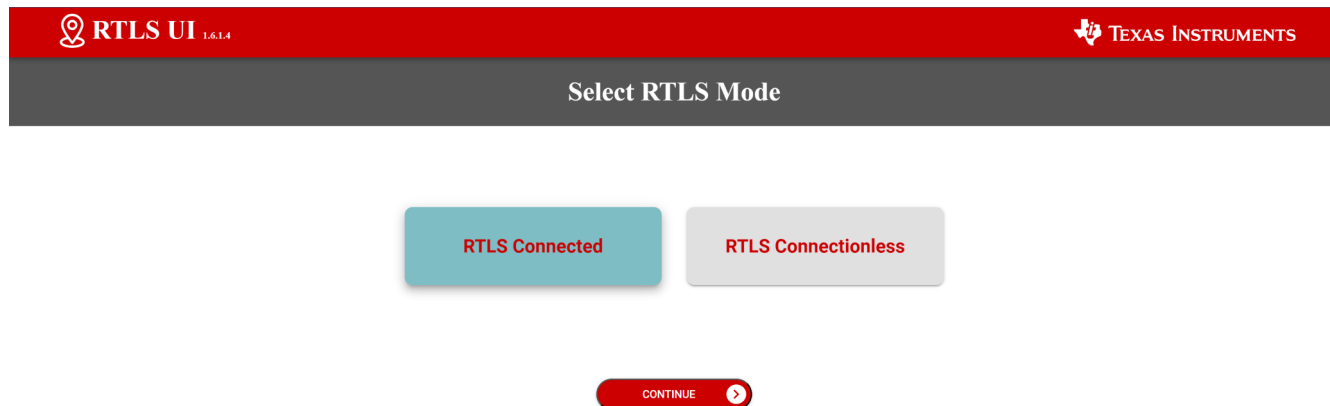 RTLS UI 1.6.1.4
TEXAS INSTRUMENTS
Select RTLS Mode
RTLS Connected
RTLS Connectionless
CONTINUE